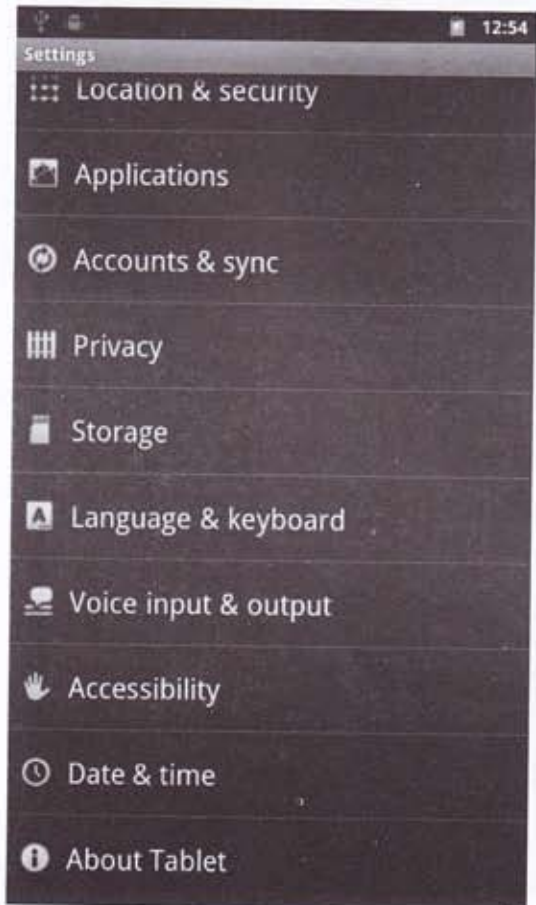 12:54
Settings
Location & security
Applications
Accounts & sync
Privacy
Storage
Language & keyboard
Voice input & output
Accessibility
Date & time
About Tablet